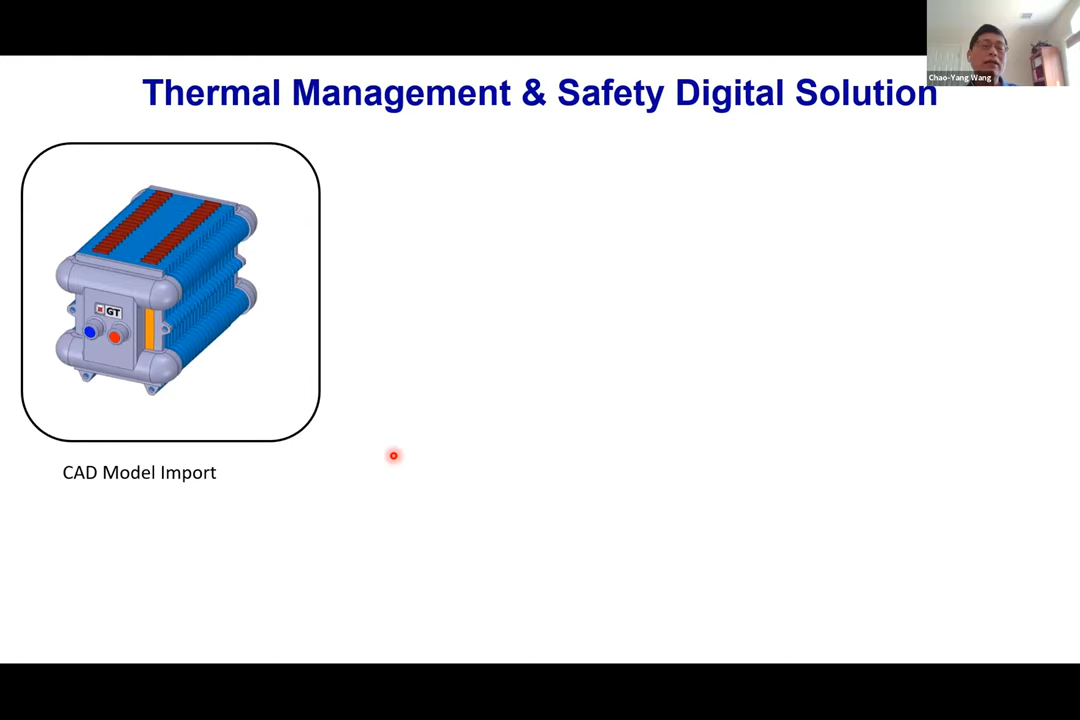 Chao-Yang Wang
Thermal Management & Safety Digital Solution
GT
CAD Model Import